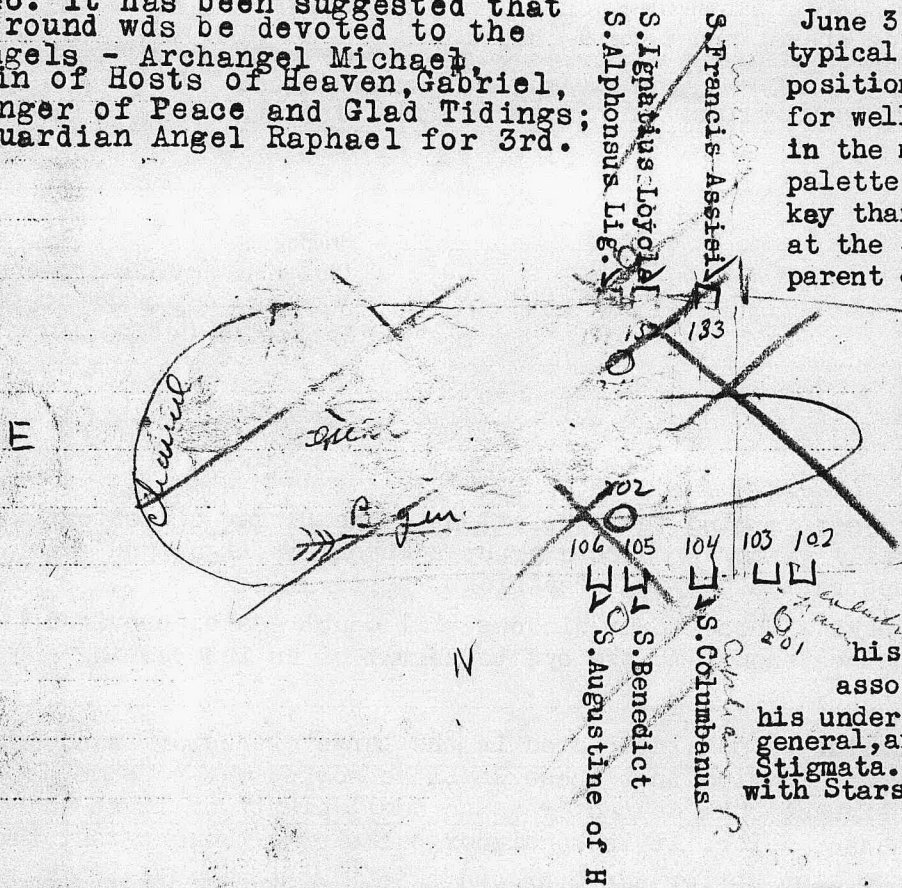 It has been suggested that
round wds be devoted to the
gels - Archangel Michael,
in of Hosts of Heaven,Gabriel,
nger of Peace and Glad Tidings;
uardian Angel Raphael for 3rd.
S.Alphonsus Lig.
S.Ignatius Loyola
S.Francis Assisi
June 3
typical
position
for well
in the
palette
key than
at the
parent
133
E
102
106 105 104 103 102
201
N
S.Augustine of H
S.Benedict
S.Columbanus
his
asso
his under
general,
Stigmata.
with Stars